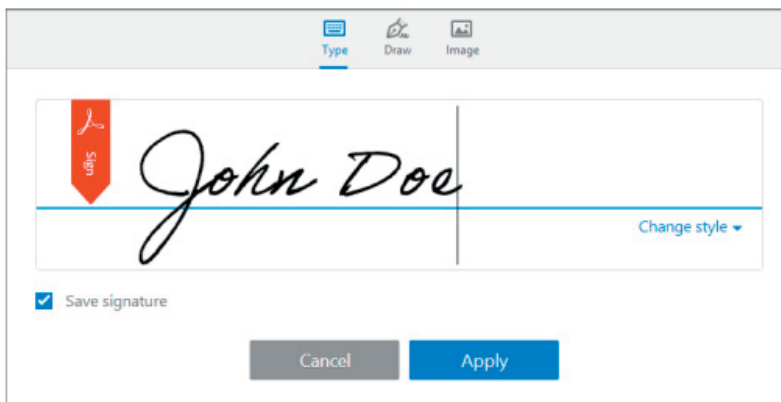 Type Draw Image
Sign
John Doe
Change style
Save signature
Cancel Apply